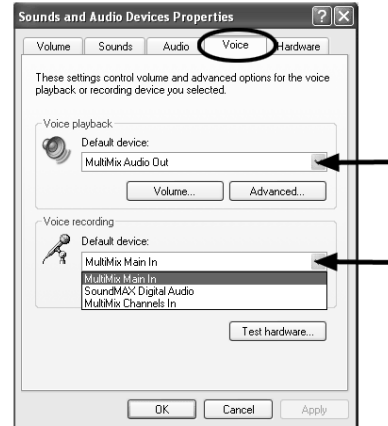 Sounds and Audio Devices Properties
Volume Sounds Audio Voice Hardware
These settings control volume and advanced options for the voice
playback or recording device you selected.
Voice playback
Default device:
MultiMix Audio Out
Volume... Advanced...
Voice recording
Default device:
MultiMix Main In
MultiMix Main In
SoundMAX Digital Audio
MultiMix Channels In
Test hardware...
OK Cancel Apply